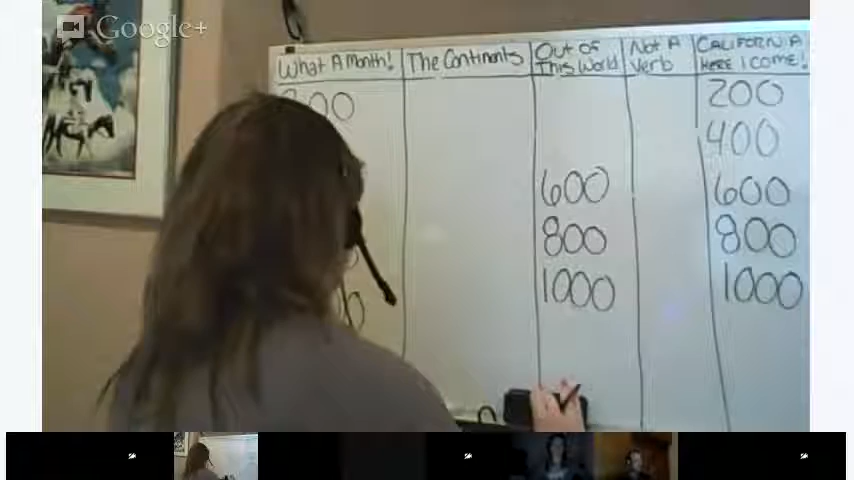 Google+
What A Month!
The Continents
Out of
This World
Not A
Verb
CALIFORNIA
HERE I COME!
200
400
600
600
800
800
1000
1000